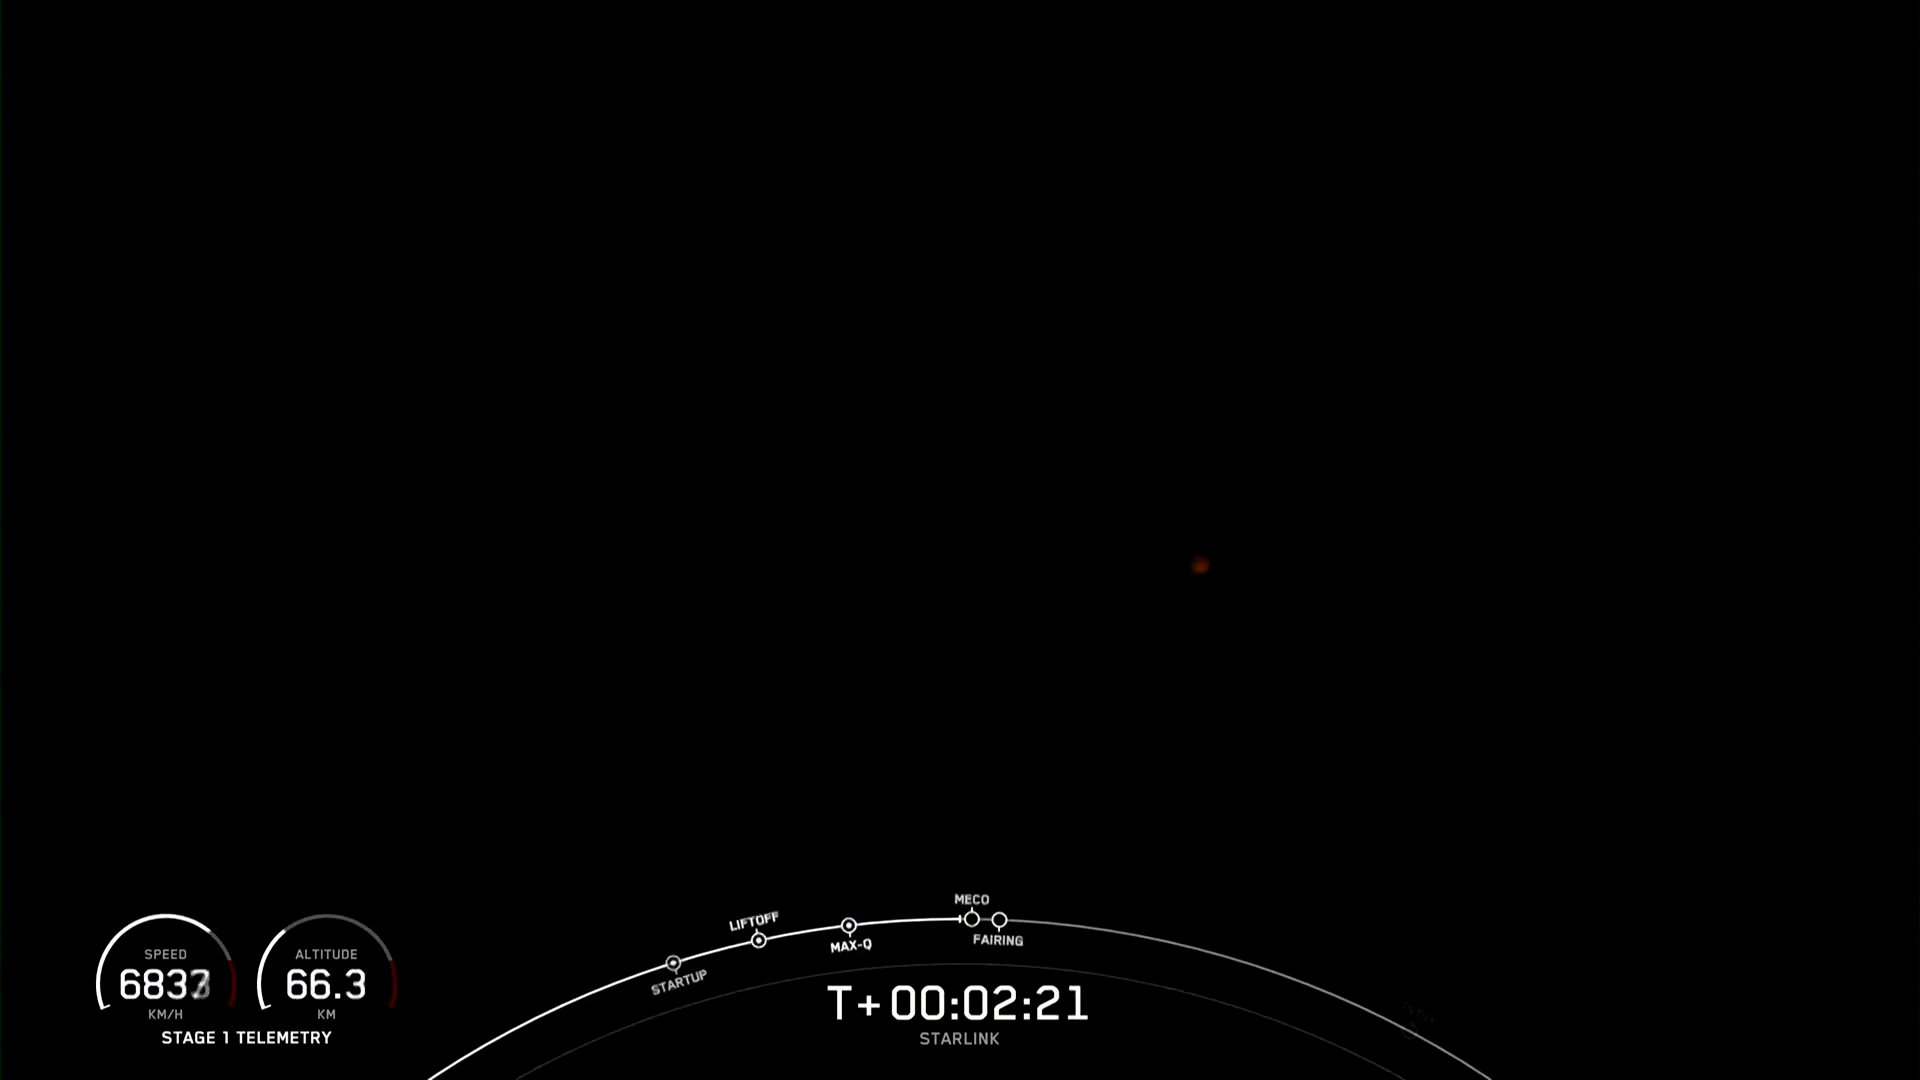 MECO
LIFTOFF
MAX-Q
FAIRING
STARTUP
SPEED
KM/H
ALTITUDE
66.3
KM
STAGE 1 TELEMETRY
T+00:02:21
STARLINK